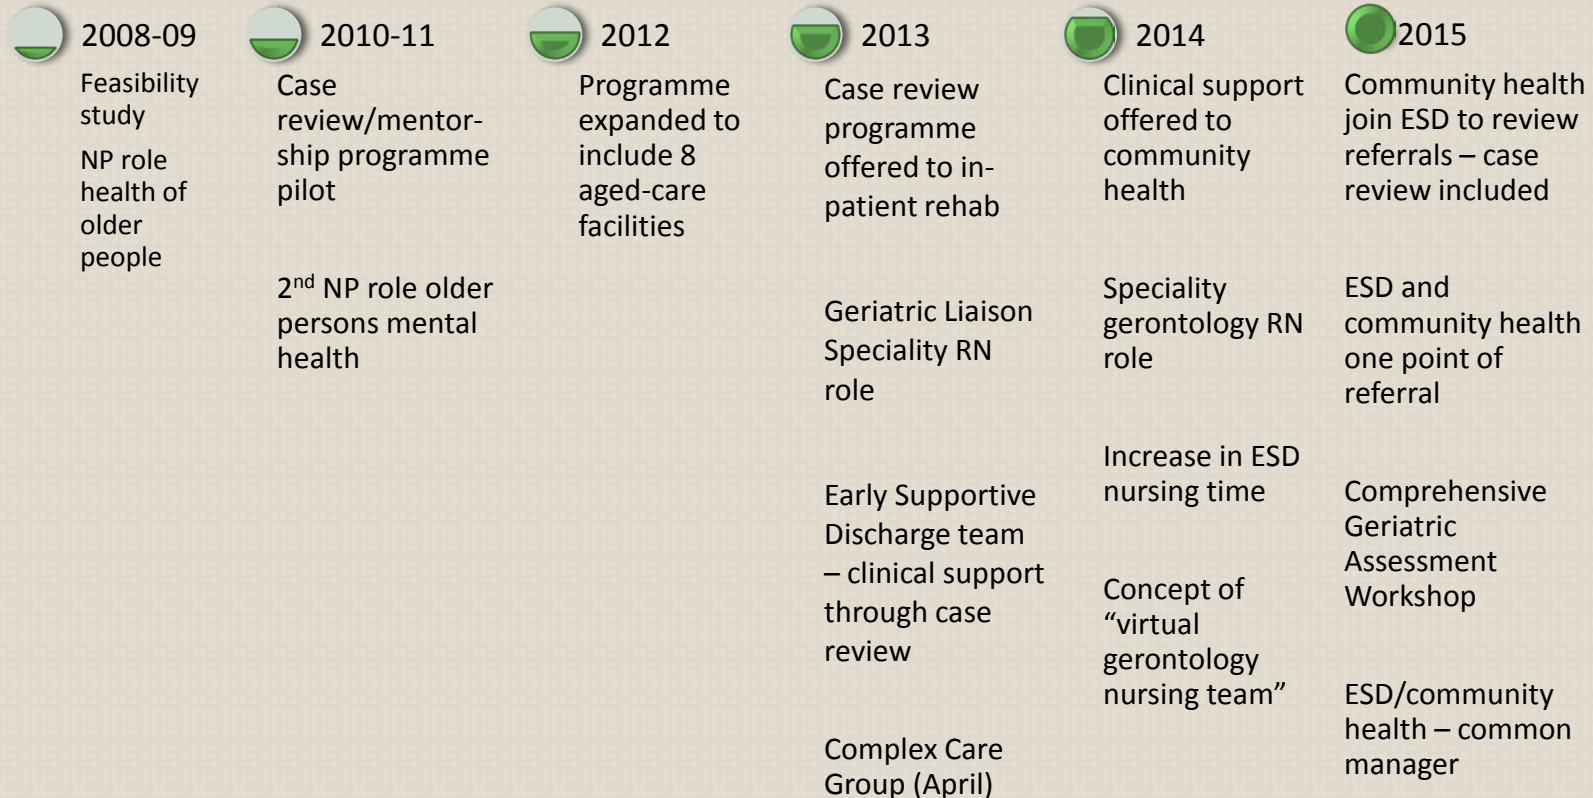 2008-09
Feasibility
study
NP role
health of
older
people
2010-11
Case
review/mentor-
ship programme
pilot
2nd NP role older
persons mental
health
2012
Programme
expanded to
include 8
aged-care
facilities
2013
Case review
programme
offered to in-
patient rehab
Geriatric Liaison
Speciality RN
role
Early Supportive
Discharge team
– clinical support
through case
review
Complex Care
Group (April)
2014
Clinical support
offered to
community
health
Speciality
gerontology RN
role
Increase in ESD
nursing time
Concept of
“virtual
gerontology
nursing team”
2015
Community health
join ESD to review
referrals – case
review included
ESD and
community health
one point of
referral
Comprehensive
Geriatric
Assessment
Workshop
ESD/community
health – common
manager